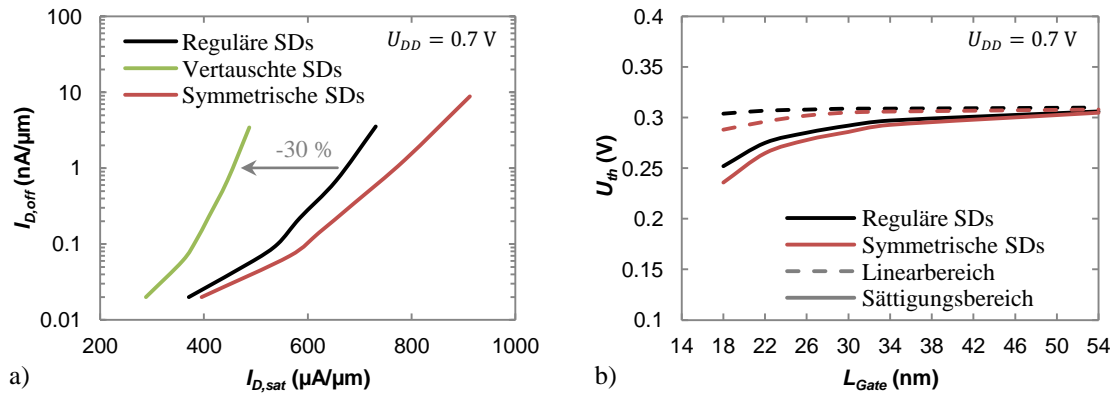 100
10
1
0.1
0.01
I_D,off (nA/µm)
Reguläre SDs
Vertauschte SDs
Symmetrische SDs
U_DD = 0.7 V
-30 %
200 400 600 800 1000
I_D,sat (µA/µm)
a)
0.4
0.35
0.3
0.25
0.2
0.15
0.1
U_th (V)
U_DD = 0.7 V
Reguläre SDs
Symmetrische SDs
Linearbereich
Sättigungsbereich
14 18 22 26 30 34 38 42 46 50 54
L_Gate (nm)
b)